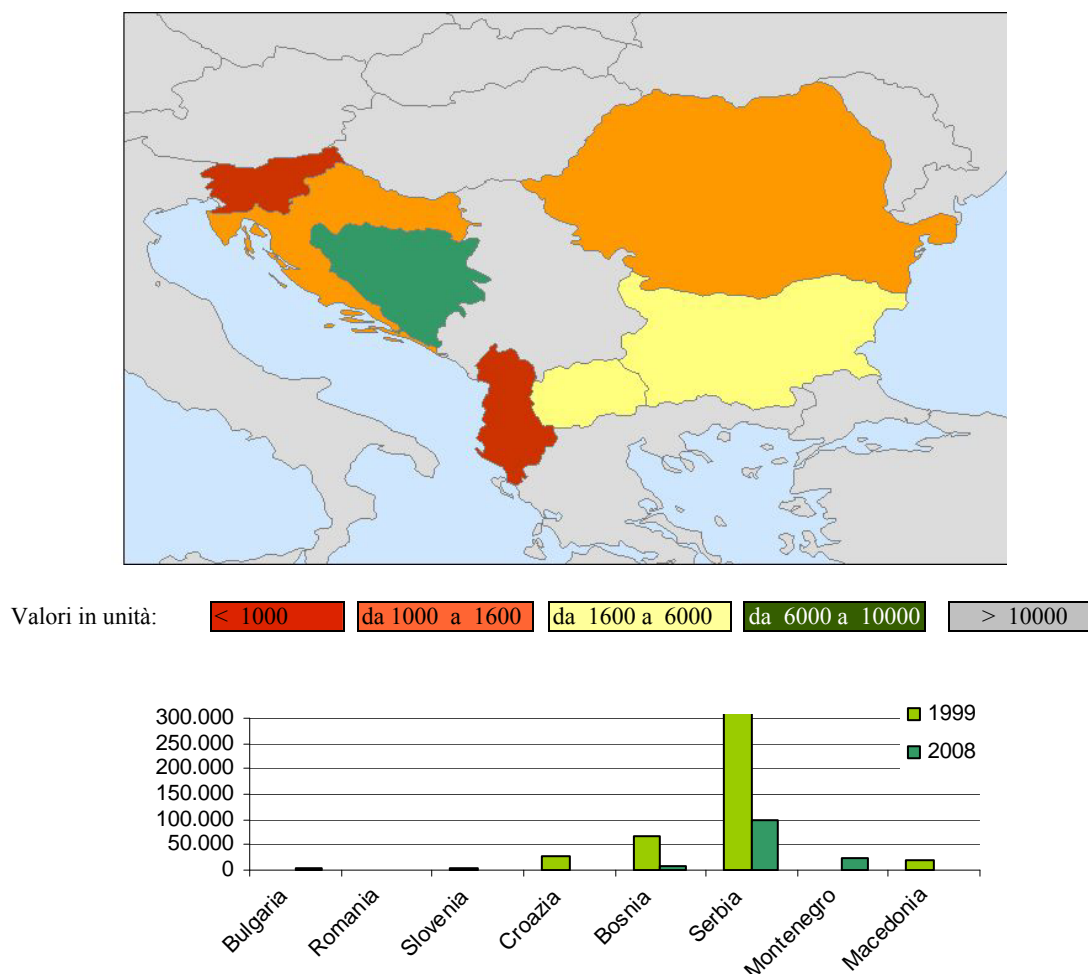 Valori in unità: < 1000 da 1000 a 1600 da 1600 a 6000 da 6000 a 10000 > 10000
300.000
250.000
200.000
150.000
100.000
50.000
0
1999
2008
Bulgaria
Romania
Slovenia
Croazia
Bosnia
Serbia
Montenegro
Macedonia